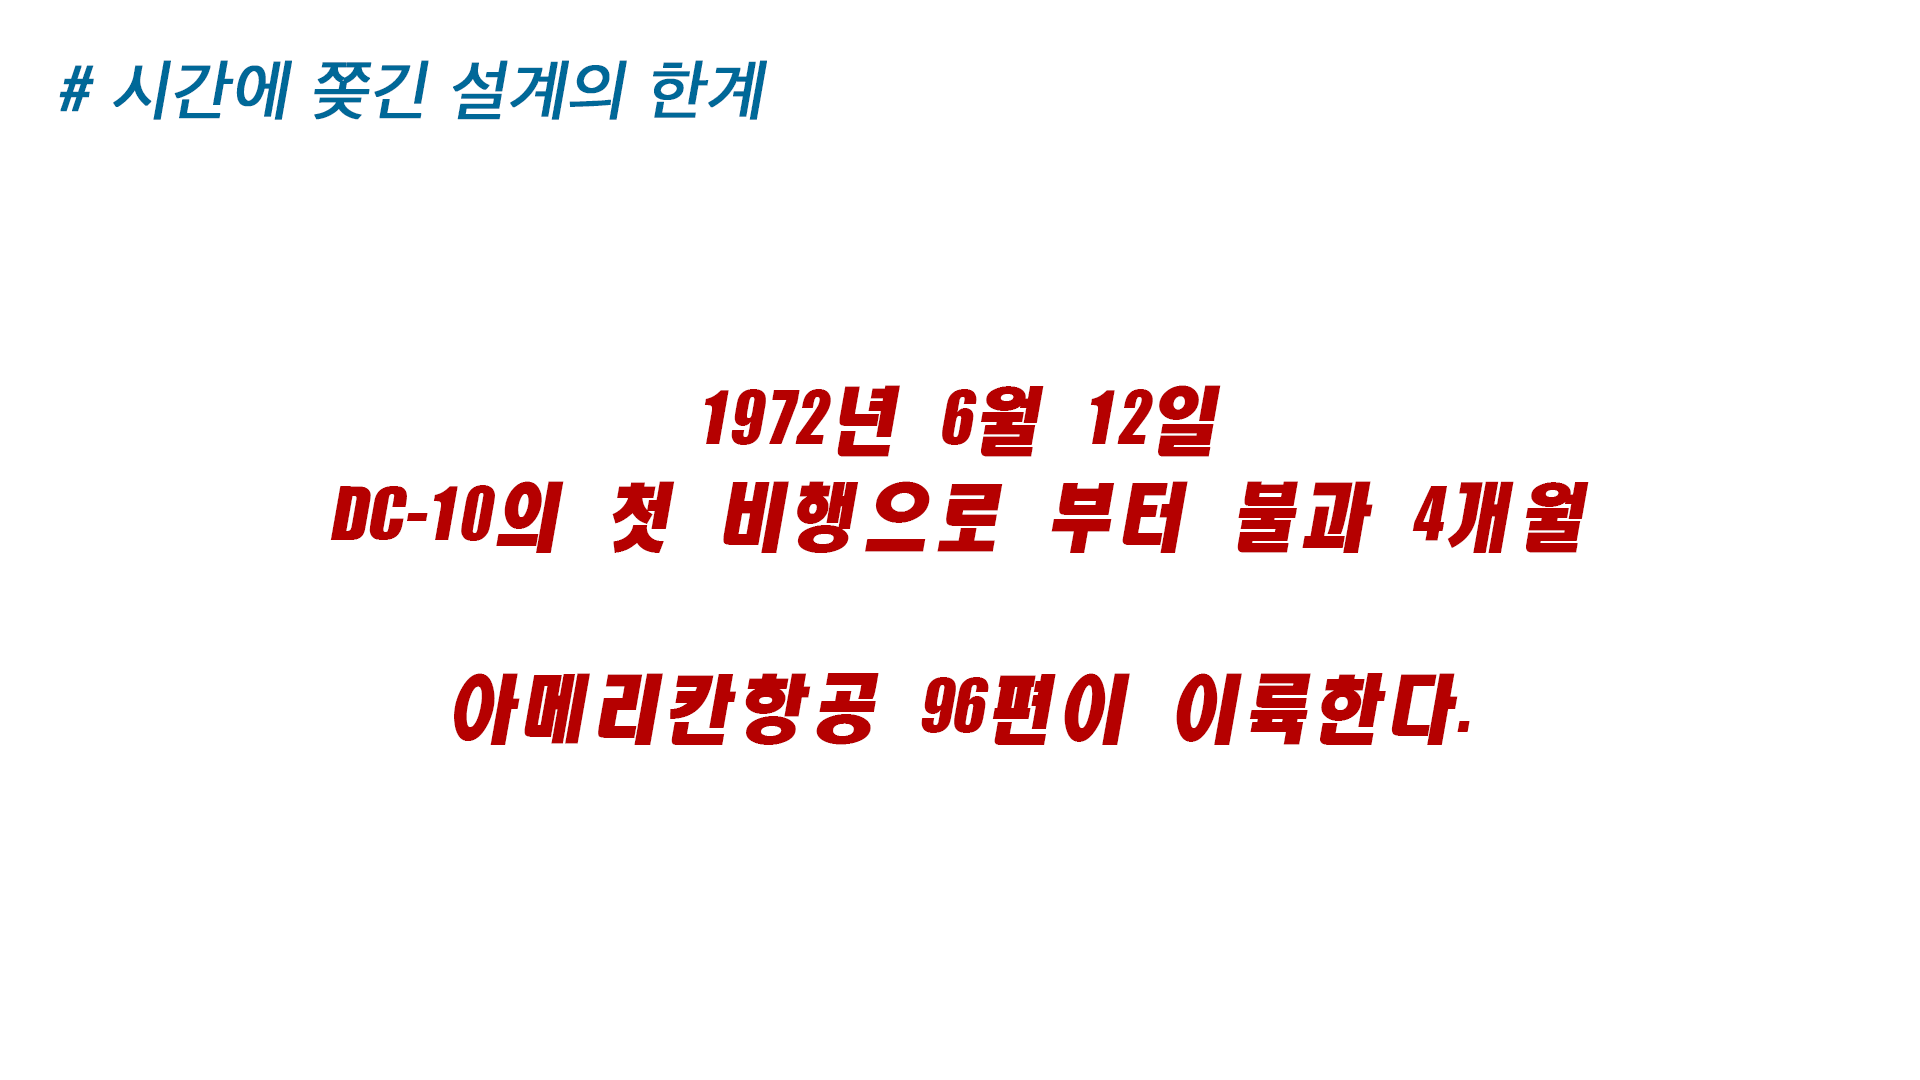 # 시간에 쫓긴 설계의 한계
1972년 6월 12일
DC-10의 첫 비행으로 부터 불과 4개월
아메리칸항공 96편이 이륙한다.